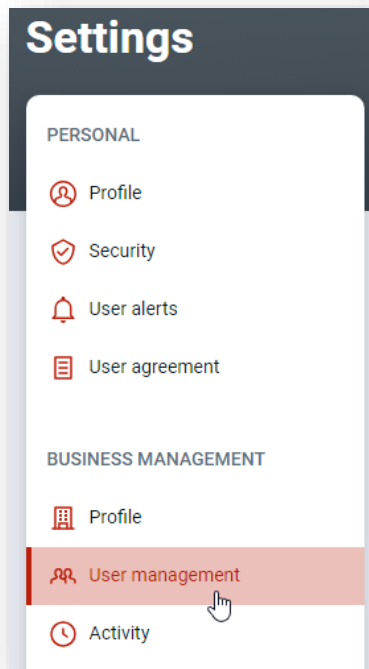 Settings
PERSONAL
Profile
Security
User alerts
User agreement
BUSINESS MANAGEMENT
Profile
User management
Activity